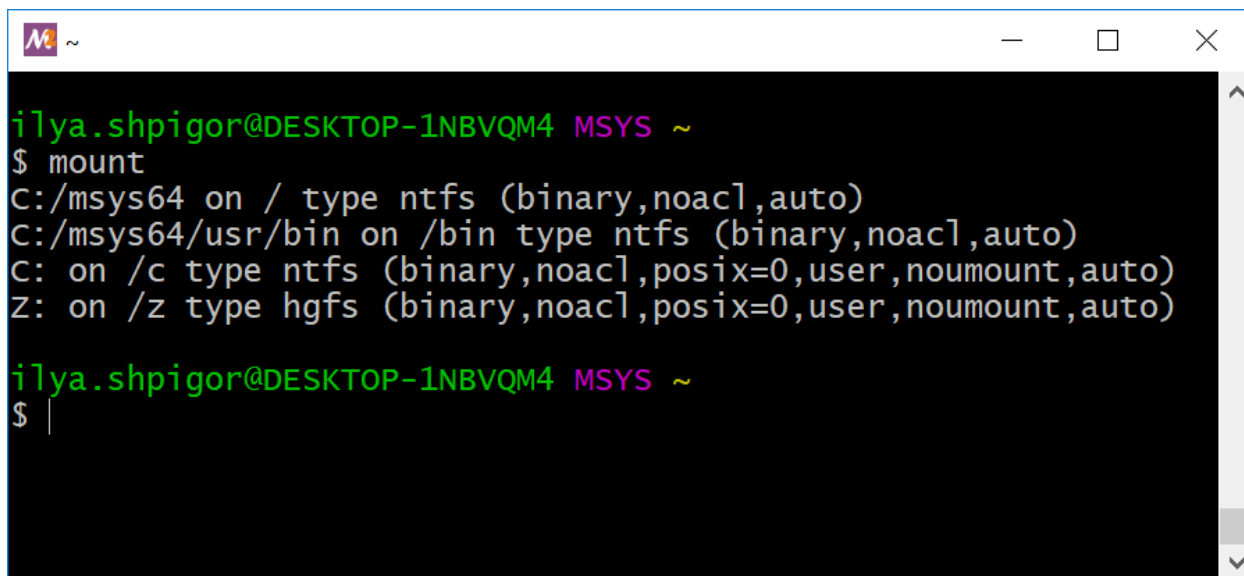 ~
ilya.shpigor@DESKTOP-1NBVQM4 MSYS ~
$ mount
C:/msys64 on / type ntfs (binary,noacl,auto)
C:/msys64/usr/bin on /bin type ntfs (binary,noacl,auto)
C: on /c type ntfs (binary,noacl,posix=0,user,noumount,auto)
Z: on /z type hgfs (binary,noacl,posix=0,user,noumount,auto)
ilya.shpigor@DESKTOP-1NBVQM4 MSYS ~
$